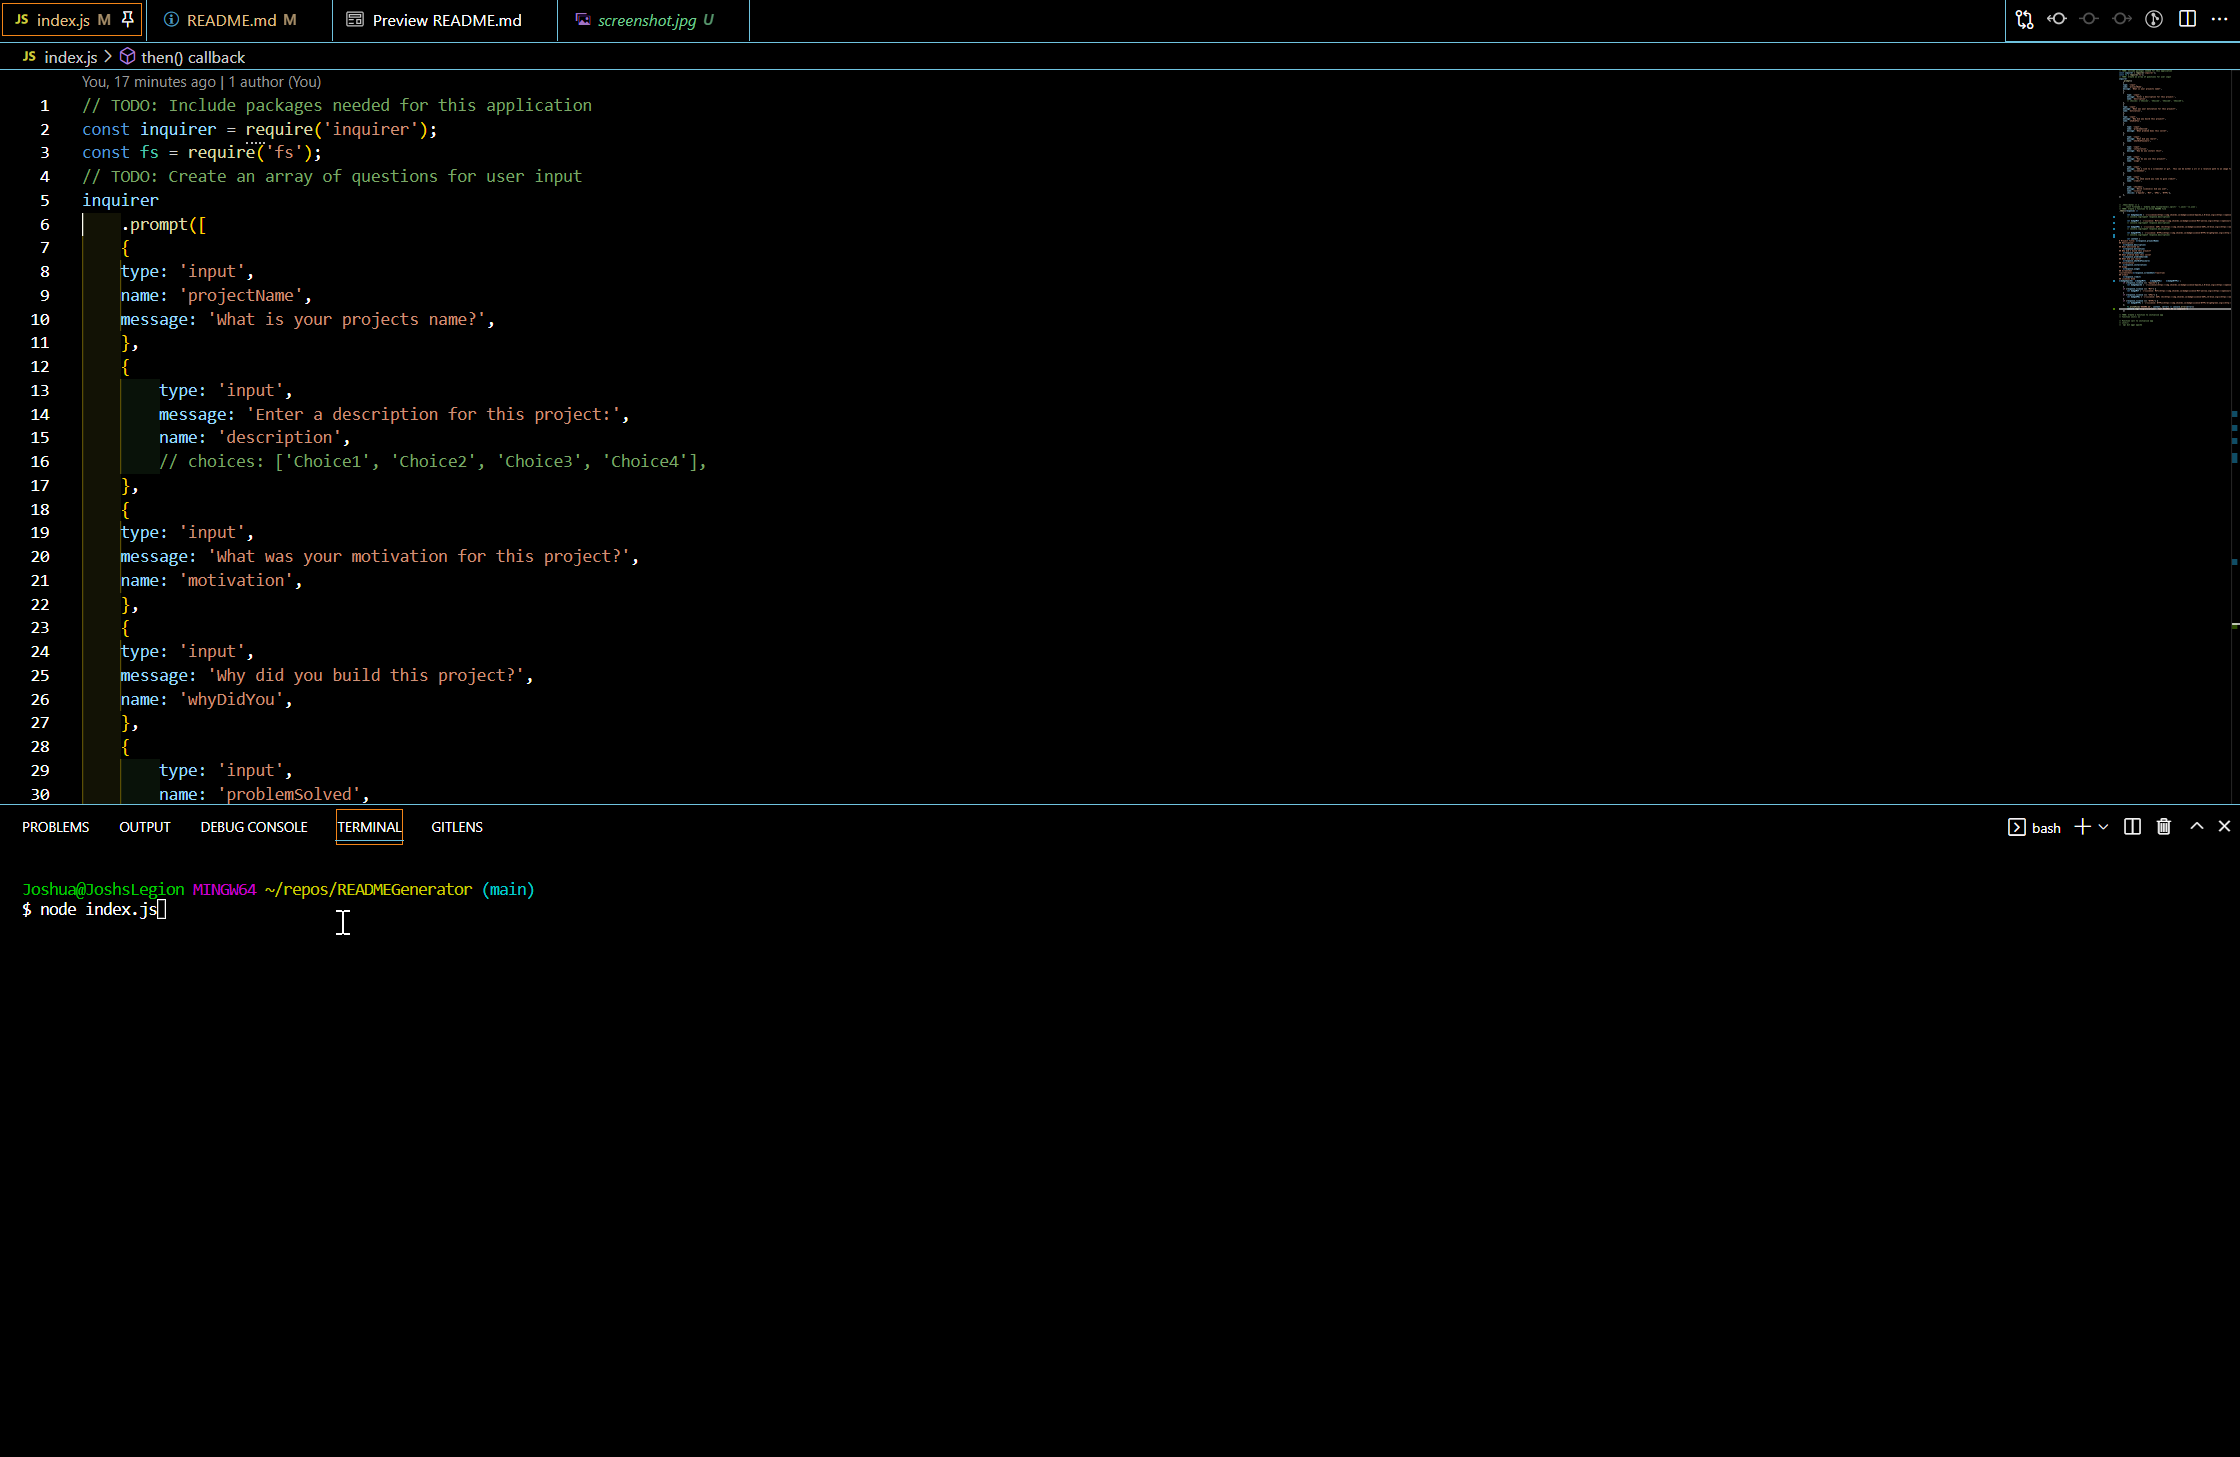 JS index.js M README.md M Preview README.md screenshot.jpg U
JS index.js > then() callback
You, 17 minutes ago | 1 author (You)
1 // TODO: Include packages needed for this application
2 const inquirer = require('inquirer');
3 const fs = require('fs');
4 // TODO: Create an array of questions for user input
5 inquirer
6 .prompt([
7 {
8 type: 'input',
9 name: 'projectName',
10 message: 'What is your projects name?',
11 },
12 {
13 type: 'input',
14 message: 'Enter a description for this project:',
15 name: 'description',
16 // choices: ['Choice1', 'Choice2', 'Choice3', 'Choice4'],
17 },
18 {
19 type: 'input',
20 message: 'What was your motivation for this project?',
21 name: 'motivation',
22 },
23 {
24 type: 'input',
25 message: 'Why did you build this project?',
26 name: 'whyDidYou',
27 },
28 {
29 type: 'input',
30 name: 'problemSolved',
PROBLEMS OUTPUT DEBUG CONSOLE TERMINAL GITLENS bash
Joshua@JoshsLegion MINGW64 ~/repos/READMEGenerator (main)
$ node index.js